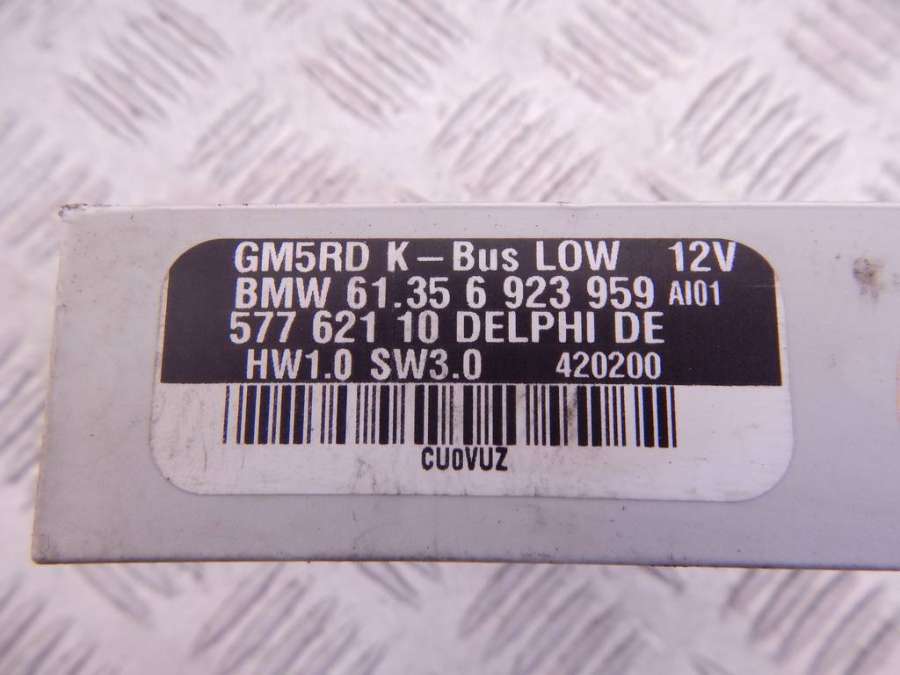 GM5RD K-Bus LOW 12V
BMW 61.35 6 923 959 AI01
577 621 10 DELPHI DE
HW1.0 SW3.0 420200
CU0VUZ